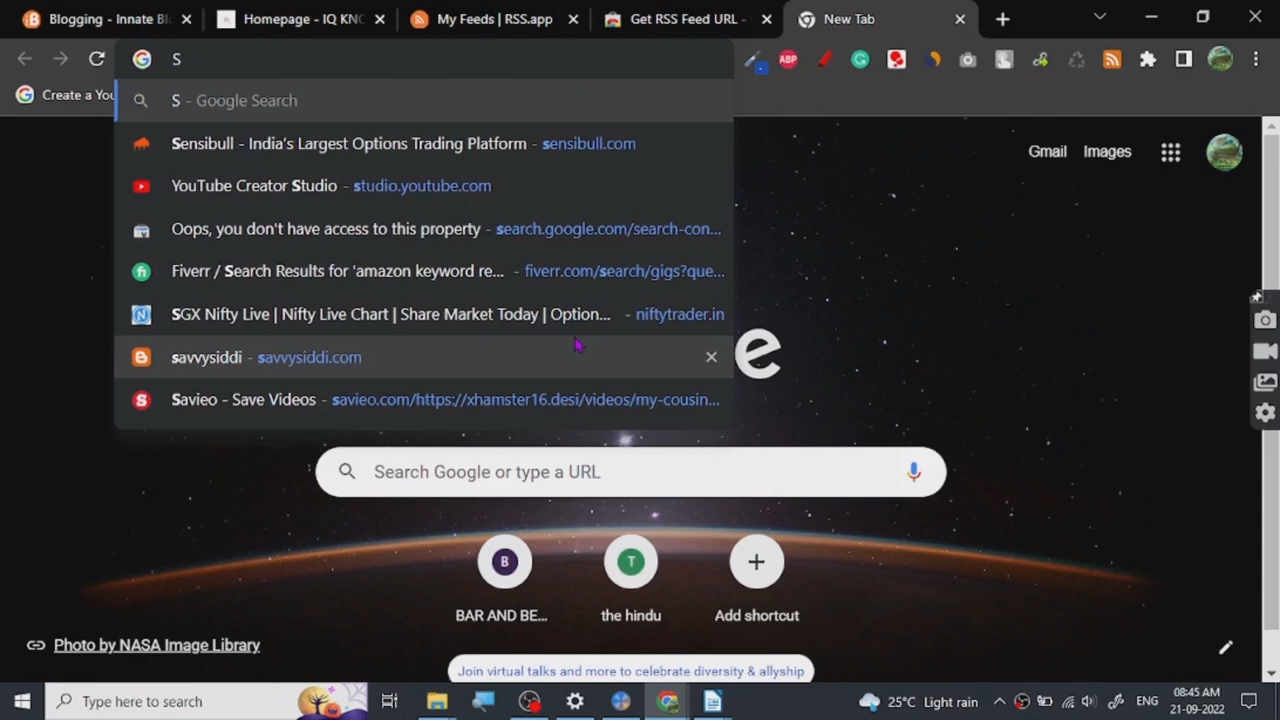 Blogging - Innate Bl
Homepage - IQ KNO
My Feeds | RSS.app
Get RSS Feed URL -
New Tab
S
ABP
Create a You
S - Google Search
Sensibull - India's Largest Options Trading Platform - sensibull.com
YouTube Creator Studio - studio.youtube.com
Oops, you don't have access to this property - search.google.com/search-con...
Fiverr / Search Results for 'amazon keyword re... - fiverr.com/search/gigs?que...
SGX Nifty Live | Nifty Live Chart | Share Market Today | Option... - niftytrader.in
savvysiddi - savvysiddi.com
Savieo - Save Videos - savieo.com/https://xhamster16.desi/videos/my-cousin...
Gmail Images
e
Search Google or type a URL
B
T
BAR AND BE...
the hindu
Add shortcut
Photo by NASA Image Library
Join virtual talks and more to celebrate diversity & allyship
Type here to search
25°C Light rain
ENG
08:45 AM
21-09-2022